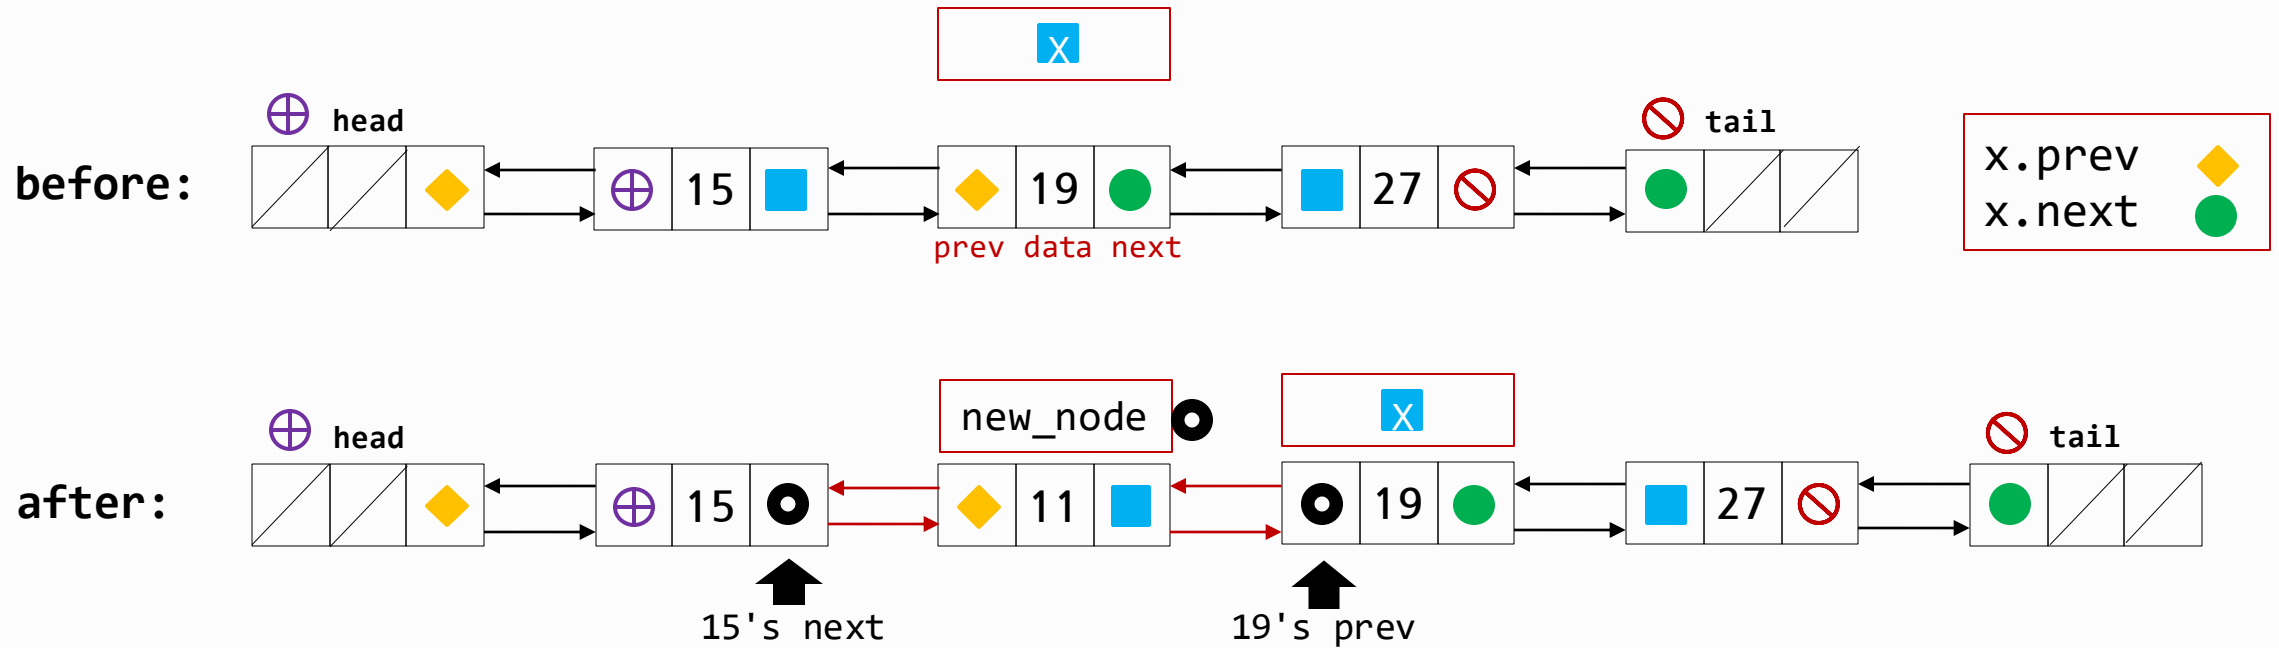 X
head
tail
before:
15
19
27
prev data next
x.prev
x.next
new_node
X
head
tail
after:
15
11
19
27
15's next
19's prev